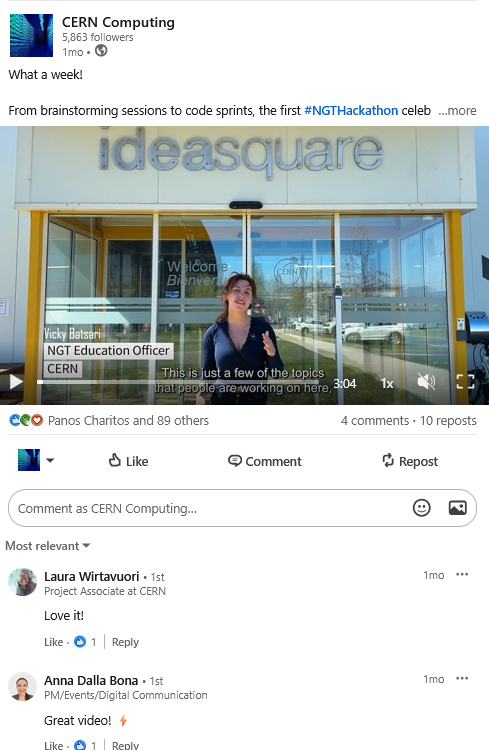 CERN Computing
5,863 followers
1mo •
What a week!
From brainstorming sessions to code sprints, the first #NGTHackathon celeb ...more
ideasquare
Welcome
Bienven
CERN
Vicky Batsari
NGT Education Officer
CERN
This is just a few of the topics
that people are working on here,
3:04 1x
Panos Charitos and 89 others 4 comments • 10 reposts
Like Comment Repost
Comment as CERN Computing...
Most relevant
Laura Wirtavuori • 1st 1mo ...
Project Associate at CERN
Love it!
Like • 1 | Reply
Anna Dalla Bona • 1st 1mo ...
PM/Events/Digital Communication
Great video!
Like • 1 | Reply